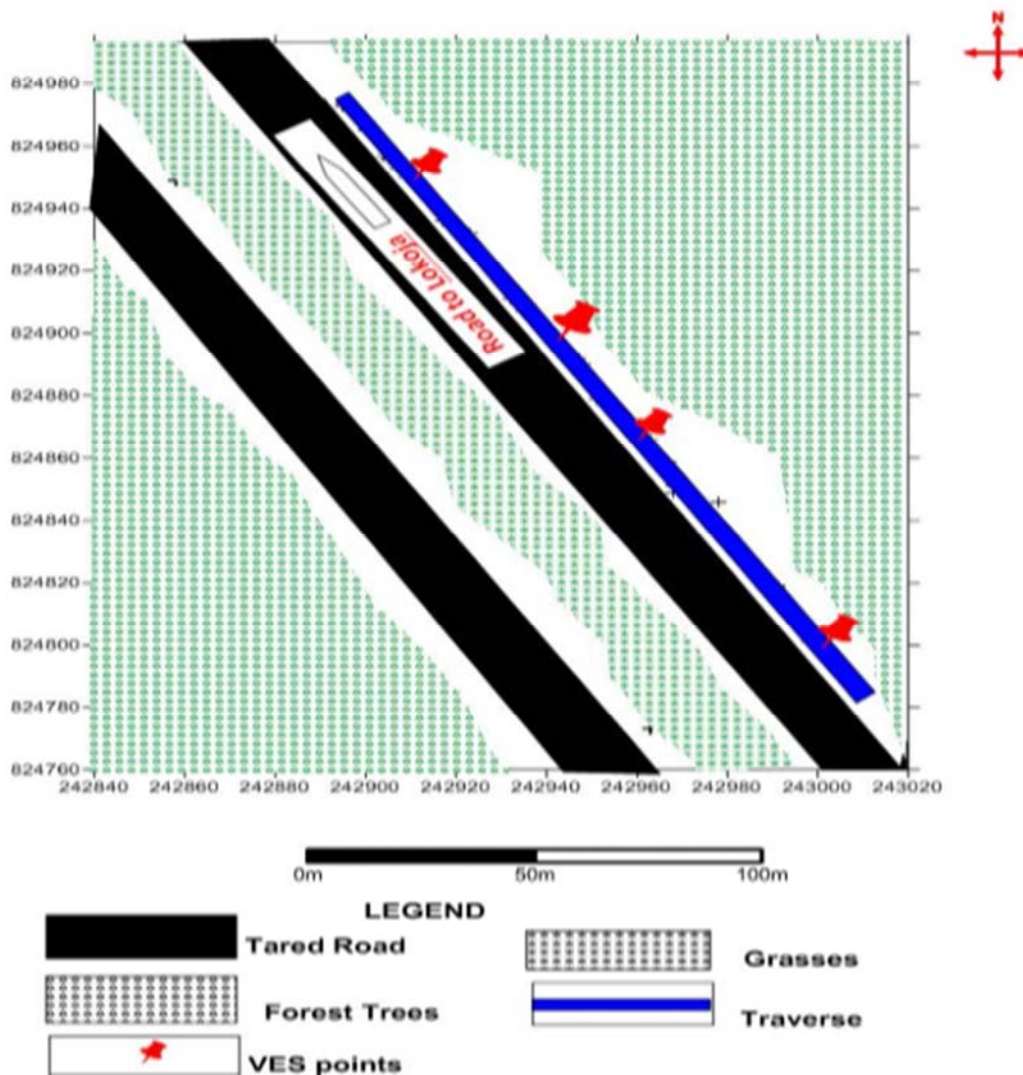 N
824980
824960
824940
824920
824900
824880
824860
824840
824820
824800
824780
824760
Road to Lokoja
242840 242860 242880 242900 242920 242940 242960 242980 243000 243020
0m 50m 100m
LEGEND
Tared Road
Grasses
Forest Trees
Traverse
VES points